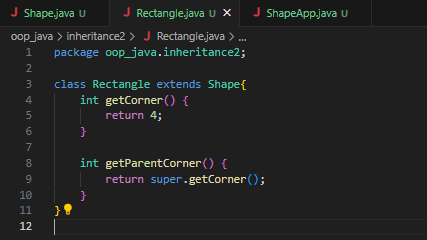 J Shape.java U J Rectangle.java U × J ShapeApp.java U
oop_java > inheritance2 > J Rectangle.java > ...
1 package oop_java.inheritance2;
2
3 class Rectangle extends Shape{
4     int getCorner() {
5         return 4;
6     }
7
8     int getParentCorner() {
9         return super.getCorner();
10     }
11 }
12